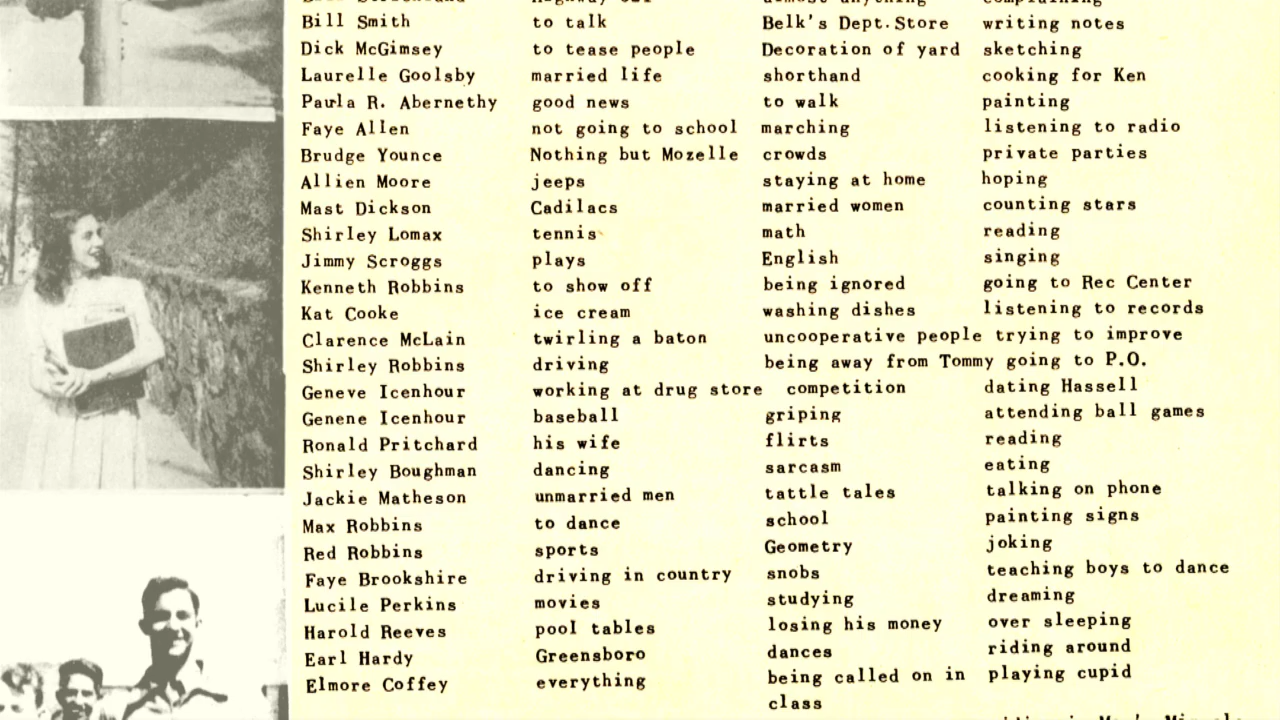 Bill Smith to talk Belk's Dept.Store writing notes
Dick McGimsey to tease people Decoration of yard sketching
Laurelle Goolsby married life shorthand cooking for Ken
Paula R. Abernethy good news to walk painting
Faye Allen not going to school marching listening to radio
Brudge Younce Nothing but Mozelle crowds private parties
Allien Moore jeeps staying at home hoping
Mast Dickson Cadilacs married women counting stars
Shirley Lomax tennis math reading
Jimmy Scroggs plays English singing
Kenneth Robbins to show off being ignored going to Rec Center
Kat Cooke ice cream washing dishes listening to records
Clarence McLain twirling a baton uncooperative people trying to improve
Shirley Robbins driving being away from Tommy going to P.O.
Geneve Icenhour working at drug store competition dating Hassell
Genene Icenhour baseball griping attending ball games
Ronald Pritchard his wife flirts reading
Shirley Boughman dancing sarcasm eating
Jackie Matheson unmarried men tattle tales talking on phone
Max Robbins to dance school painting signs
Red Robbins sports Geometry joking
Faye Brookshire driving in country snobs teaching boys to dance
Lucile Perkins movies studying dreaming
Harold Reeves pool tables losing his money over sleeping
Earl Hardy Greensboro dances riding around
Elmore Coffey everything being called on in playing cupid
class